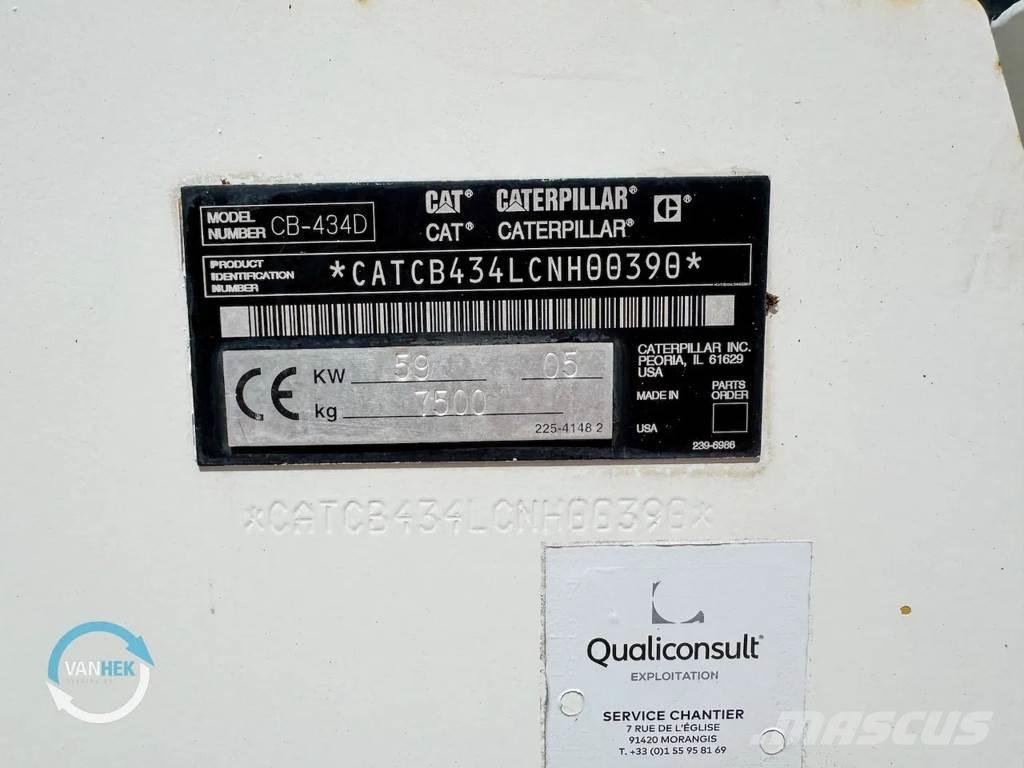 MODEL NUMBER CB-434D
CAT® CATERPILLAR®
CAT® CATERPILLAR®
PRODUCT IDENTIFICATION NUMBER
*CATCB434LCNH00390*
CE
KW 59 05
kg 7500
225-4148 2
CATERPILLAR INC.
PEORIA, IL 61629
USA
MADE IN
USA
PARTS ORDER
239-6986
*CATCB434LCNH00390*
Qualiconsult®
EXPLOITATION
SERVICE CHANTIER
7 RUE DE L'ÉGLISE
91420 MORANGIS
T. +33 (0)1 55 95 81 69
VANHEK
MASCUS